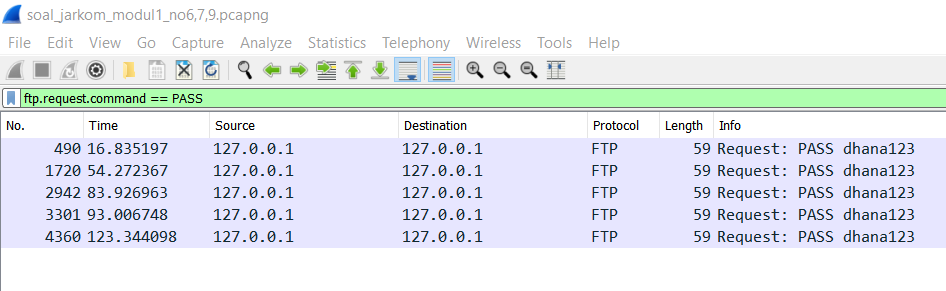 soal_jarkom_modul1_no6,7,9.pcapng
File Edit View Go Capture Analyze Statistics Telephony Wireless Tools Help
ftp.request.command == PASS
No. Time Source Destination Protocol Length Info
490 16.835197 127.0.0.1 127.0.0.1 FTP 59 Request: PASS dhana123
1720 54.272367 127.0.0.1 127.0.0.1 FTP 59 Request: PASS dhana123
2942 83.926963 127.0.0.1 127.0.0.1 FTP 59 Request: PASS dhana123
3301 93.006748 127.0.0.1 127.0.0.1 FTP 59 Request: PASS dhana123
4360 123.344098 127.0.0.1 127.0.0.1 FTP 59 Request: PASS dhana123